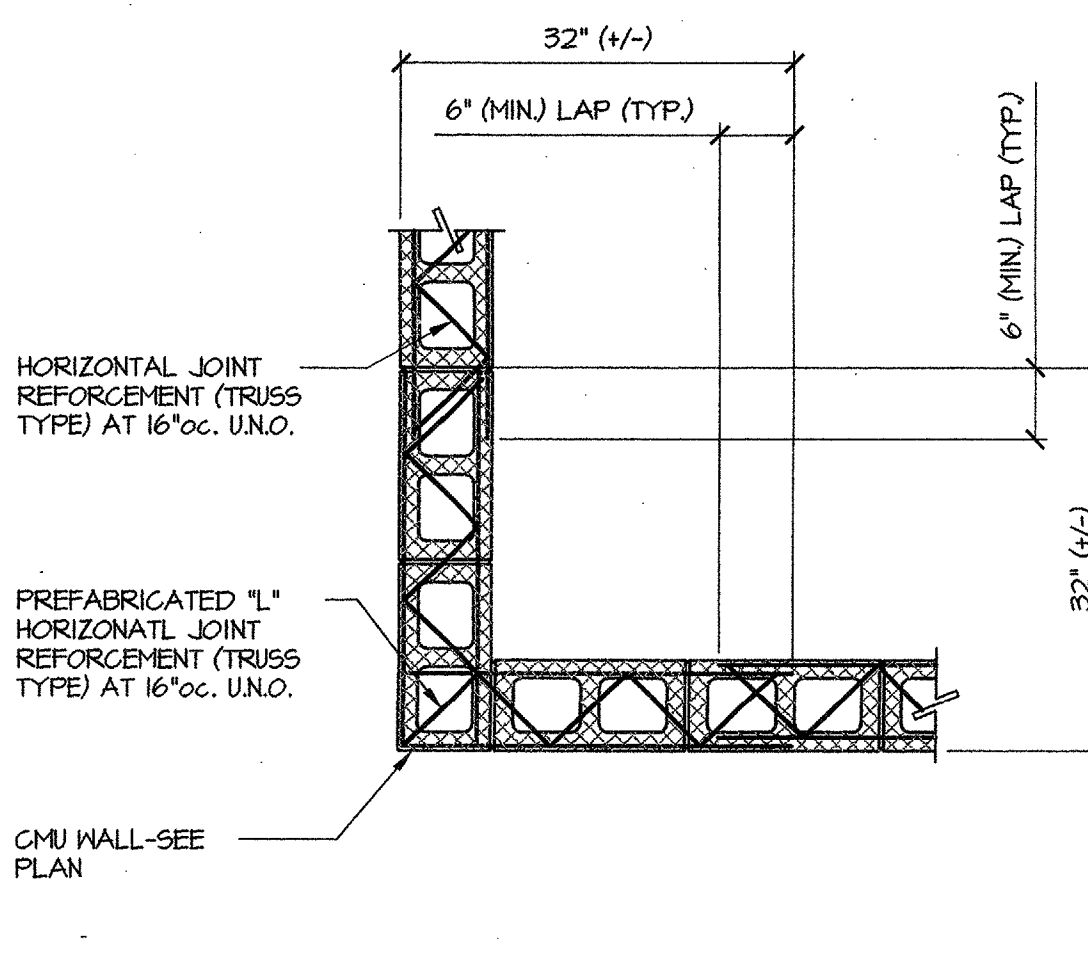 32" (+/-)
6" (MIN.) LAP (TYP.)
6" (MIN.) LAP (TYP.)
HORIZONTAL JOINT
REFORCEMENT (TRUSS
TYPE) AT 16"oc. U.N.O.
32" (+/-)
PREFABRICATED "L"
HORIZONATL JOINT
REFORCEMENT (TRUSS
TYPE) AT 16"oc. U.N.O.
CMU WALL-SEE
PLAN